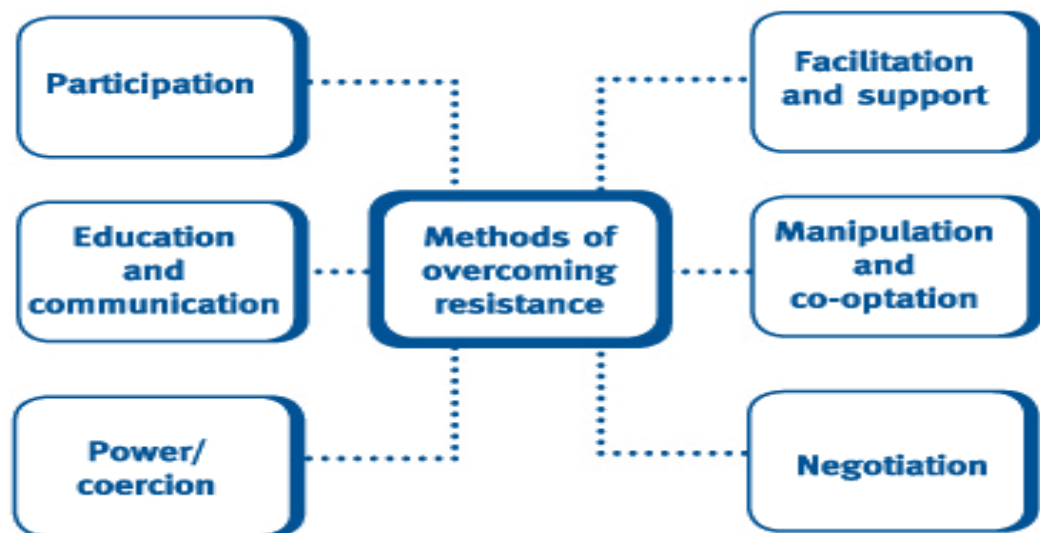 Participation
Facilitation
and support
Education
and
communication
Methods of
overcoming
resistance
Manipulation
and
co-optation
Power/
coercion
Negotiation